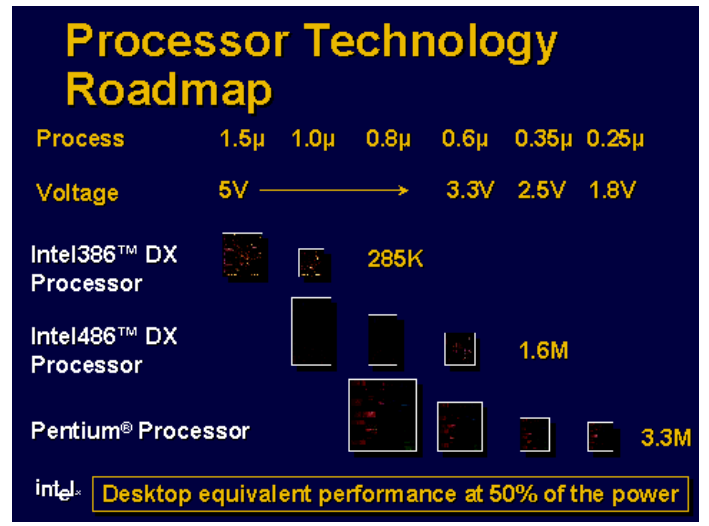 Processor Technology
Roadmap
Process 1.5µ 1.0µ 0.8µ 0.6µ 0.35µ 0.25µ
Voltage 5V 3.3V 2.5V 1.8V
Intel386™ DX
Processor
285K
Intel486™ DX
Processor
1.6M
Pentium® Processor
3.3M
intel
Desktop equivalent performance at 50% of the power